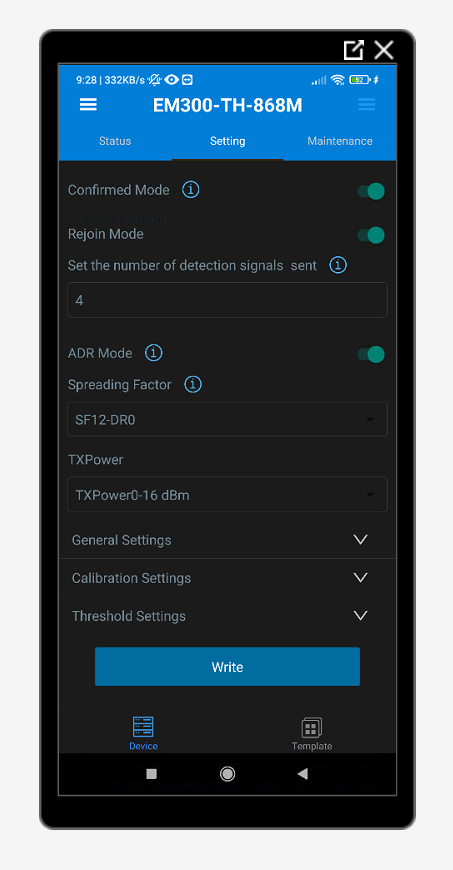 9:28 | 332KB/s
52
EM300-TH-868M
Status Setting Maintenance
Confirmed Mode i
Rejoin Mode
Set the number of detection signals sent i
4
ADR Mode i
Spreading Factor i
SF12-DR0
TXPower
TXPower0-16 dBm
General Settings
Calibration Settings
Threshold Settings
Write
Device Template